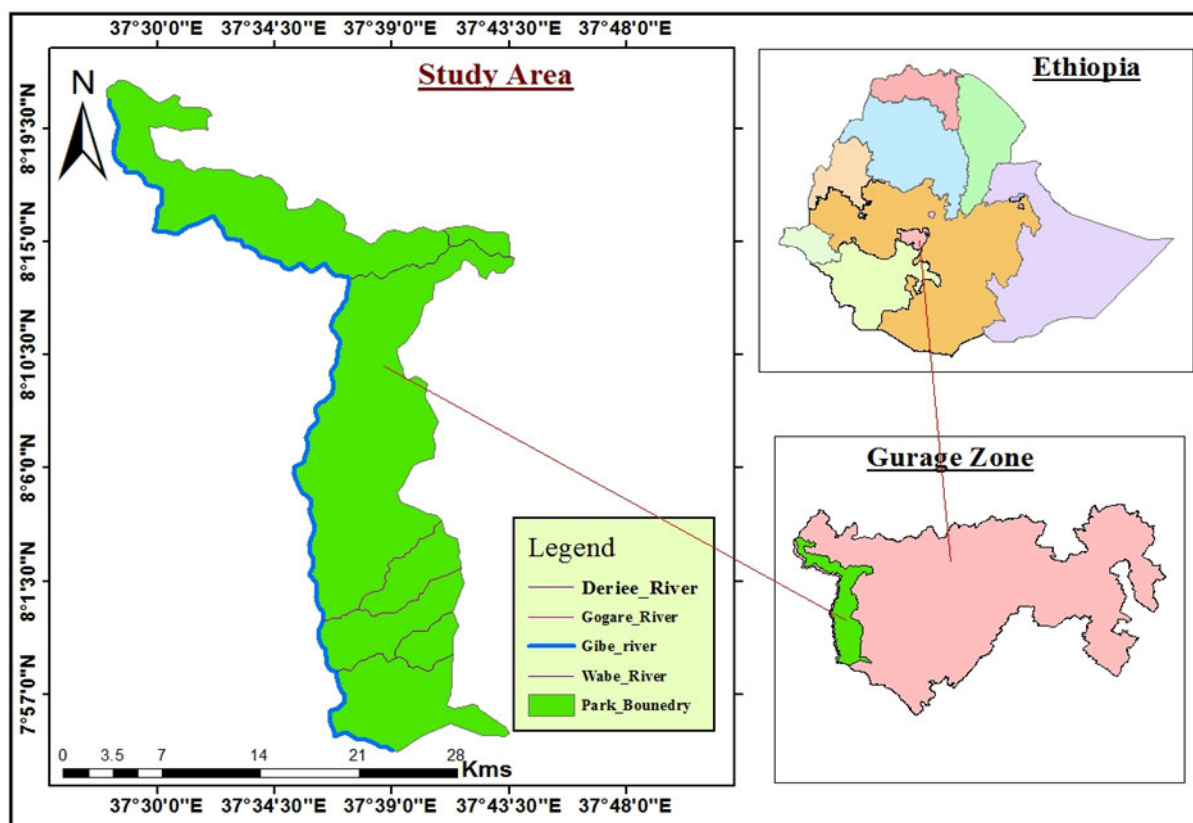 37°30'0"E 37°34'30"E 37°39'0"E 37°43'30"E 37°48'0"E
Study Area
N
8°19'30"N
8°15'0"N
8°10'30"N
8°6'0"N
8°1'30"N
7°57'0"N
Legend
Deriee_River
Gogare_River
Gibe_river
Wabe_River
Park_Bounedry
0 3.5 7 14 21 28
Kms
37°30'0"E 37°34'30"E 37°39'0"E 37°43'30"E 37°48'0"E
Ethiopia
Gurage Zone